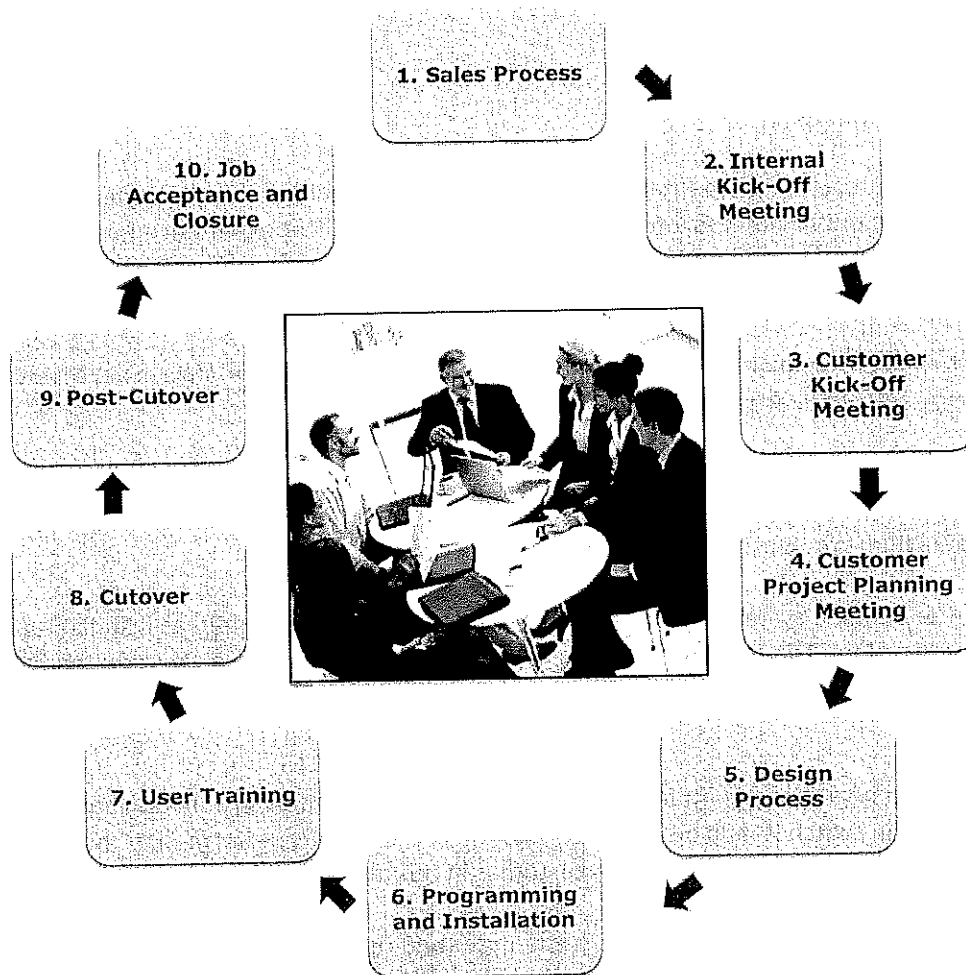 1. Sales Process
2. Internal
Kick-Off
Meeting
3. Customer
Kick-Off
Meeting
4. Customer
Project Planning
Meeting
5. Design
Process
6. Programming
and Installation
7. User Training
8. Cutover
9. Post-Cutover
10. Job
Acceptance and
Closure